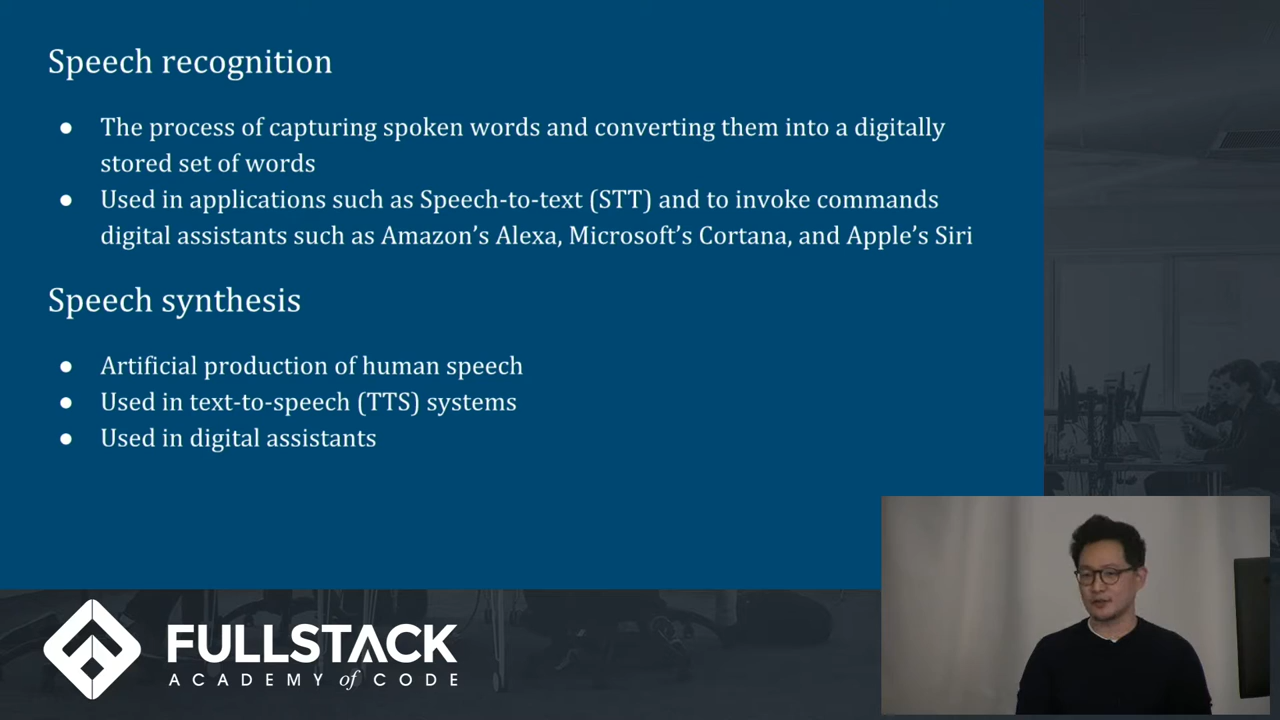 Speech recognition
● The process of capturing spoken words and converting them into a digitally
stored set of words
● Used in applications such as Speech-to-text (STT) and to invoke commands
digital assistants such as Amazon’s Alexa, Microsoft’s Cortana, and Apple’s Siri
Speech synthesis
● Artificial production of human speech
● Used in text-to-speech (TTS) systems
● Used in digital assistants
FULLSTACK
ACADEMY of CODE